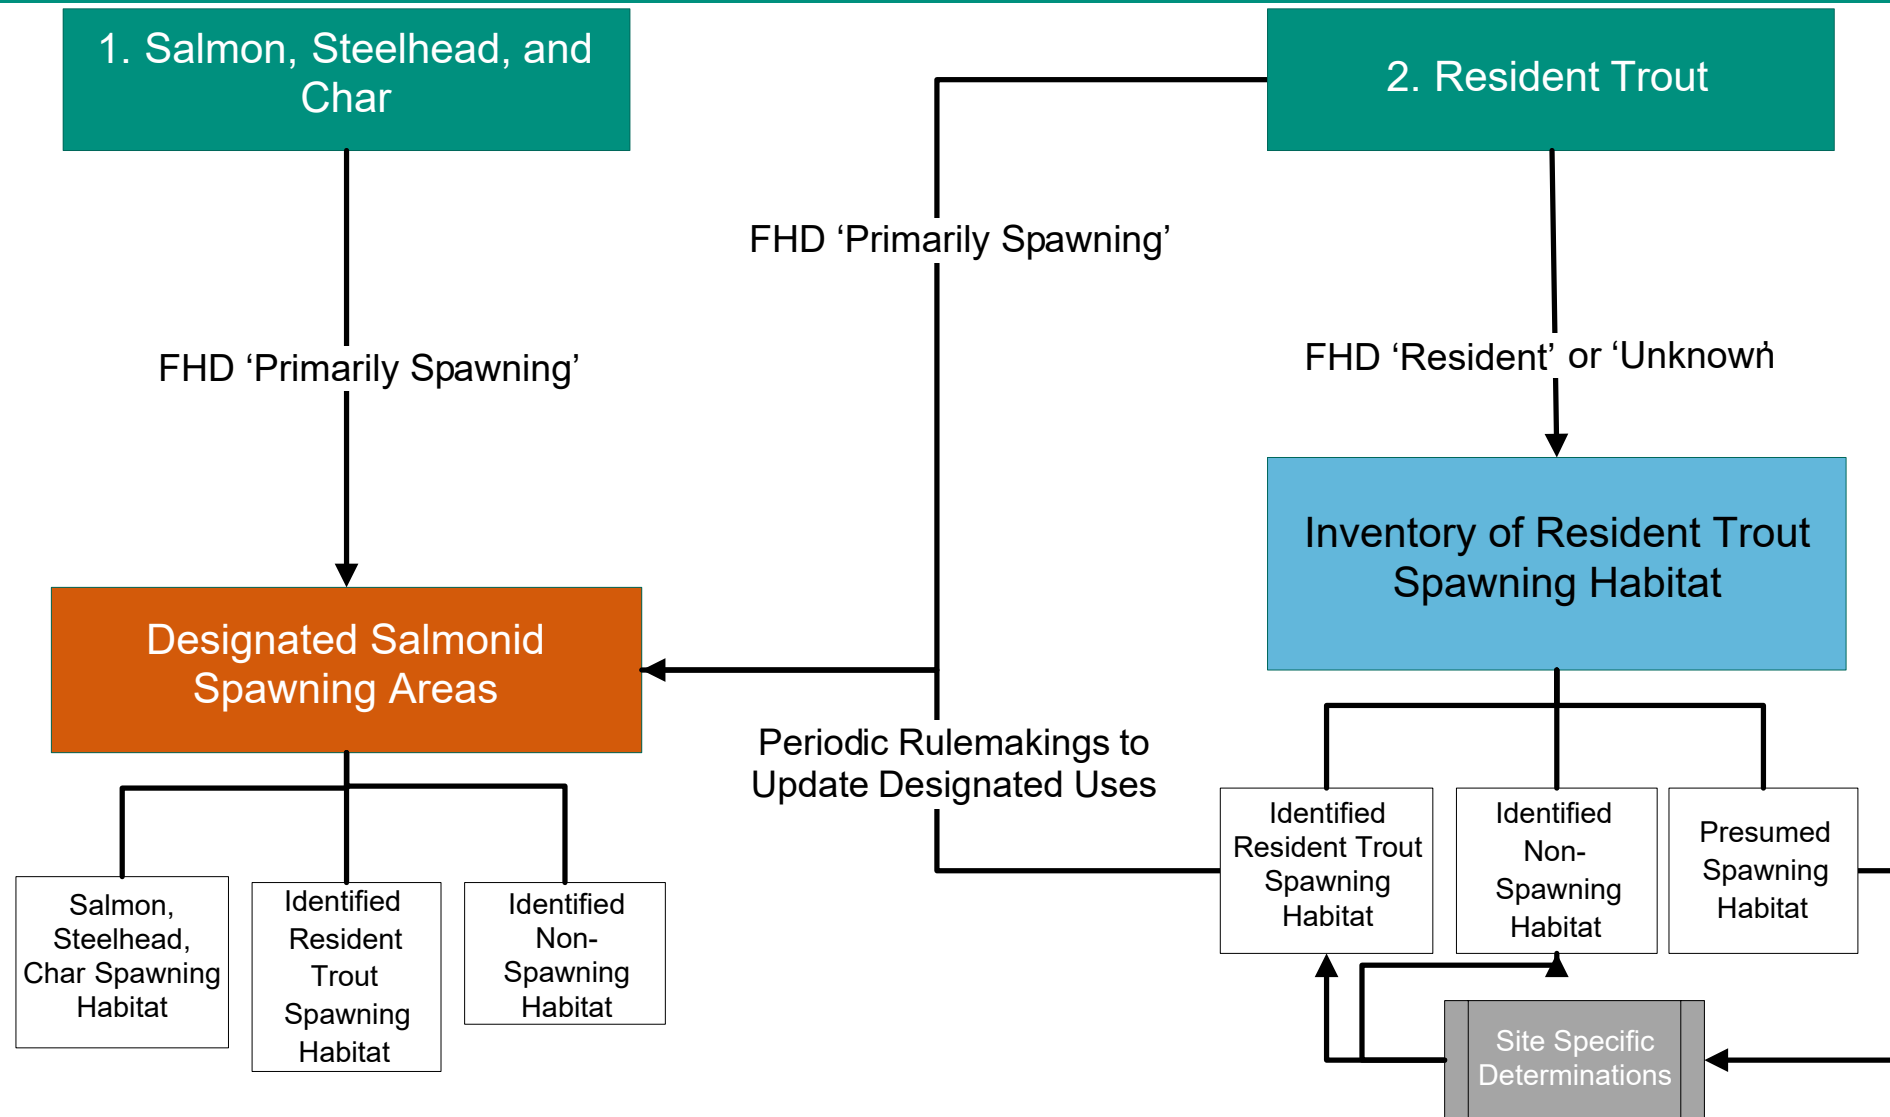 1. Salmon, Steelhead, and
Char
2. Resident Trout
FHD ‘Primarily Spawning’
FHD ‘Primarily Spawning’
FHD ‘Resident’ or ‘Unknown’
Designated Salmonid
Spawning Areas
Inventory of Resident Trout
Spawning Habitat
Periodic Rulemakings to
Update Designated Uses
Salmon,
Steelhead,
Char Spawning
Habitat
Identified
Resident
Trout
Spawning
Habitat
Identified
Non-
Spawning
Habitat
Identified
Resident Trout
Spawning
Habitat
Identified
Non-
Spawning
Habitat
Presumed
Spawning
Habitat
Site Specific
Determinations